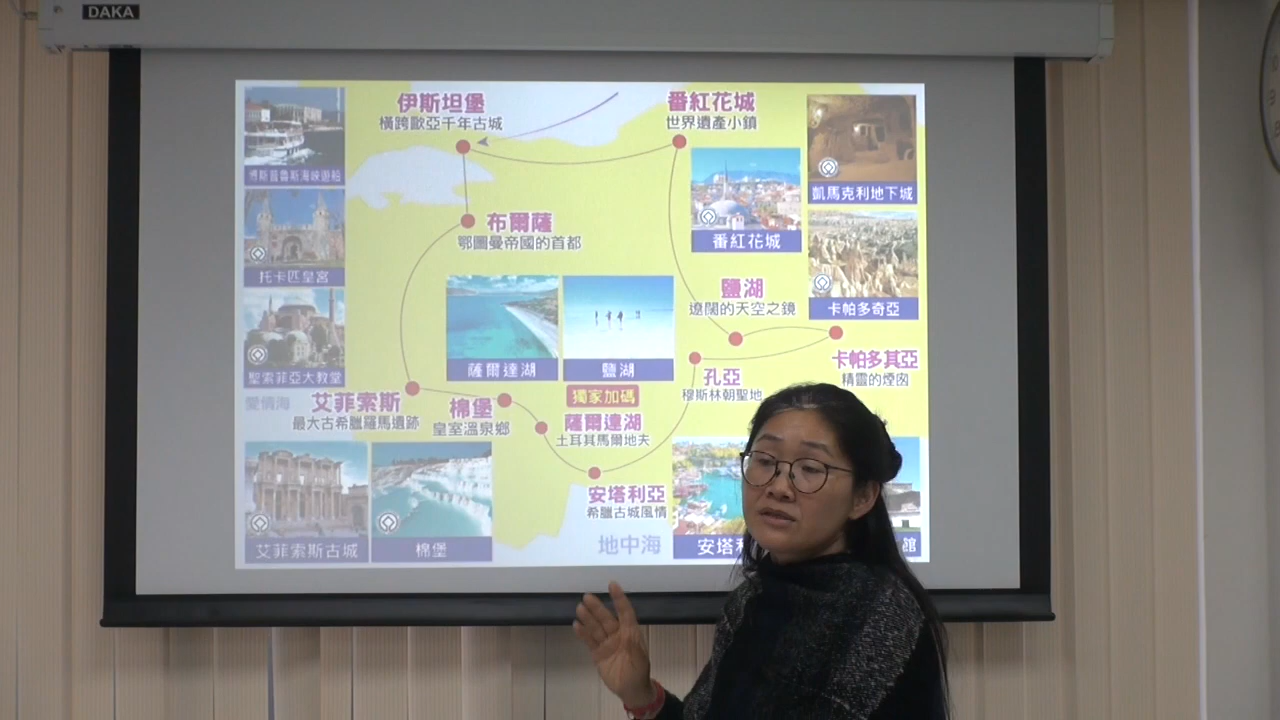 DAKA
伊斯坦堡
橫跨歐亞千年古城
番紅花城
世界遺產小鎮
博斯普魯斯海峽遊船
凱馬克利地下城
布爾薩
鄂圖曼帝國的首都
番紅花城
托卡匹皇宮
鹽湖
遼闊的天空之鏡
卡帕多奇亞
薩爾達湖
鹽湖
卡帕多其亞
精靈的煙囪
聖索菲亞大教堂
孔亞
穆斯林朝聖地
獨家加碼
愛情海
艾菲索斯
最大古希臘羅馬遺跡
棉堡
皇室溫泉鄉
薩爾達湖
土耳其馬爾地夫
安塔利亞
希臘古城風情
地中海
艾菲索斯古城
棉堡
安塔
館